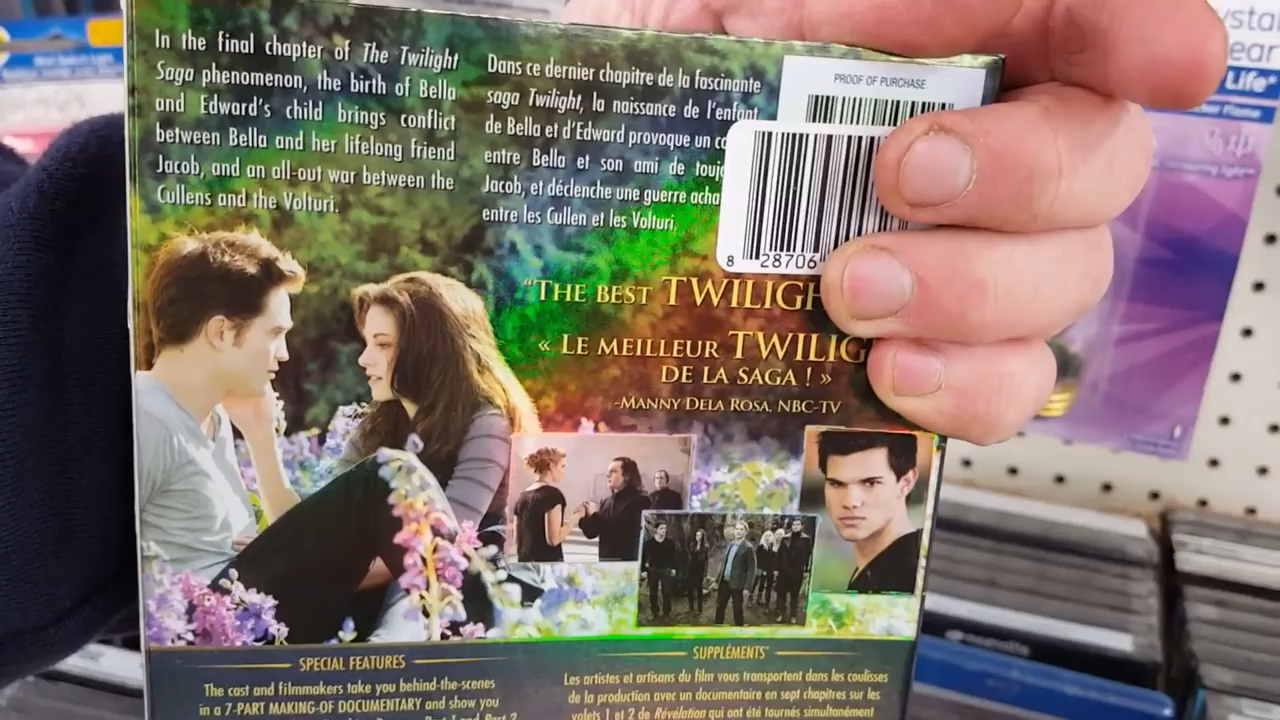 In the final chapter of The Twilight
Saga phenomenon, the birth of Bella
and Edward's child brings conflict
between Bella and her lifelong friend
Jacob, and an all-out war between the
Cullens and the Volturi.
Dans ce dernier chapitre de la fascinante
saga Twilight, la naissance de l'enfant
de Bella et d'Edward provoque un
entre Bella et son ami de
Jacob, et déclenche une guerre
entre les Cullen et les Volturi.
PROOF OF PURCHASE
8 28706
"THE BEST
« LE MEILLEUR
DE LA SAGA ! »
-MANNY DELA ROSA, NBC-TV
SPECIAL FEATURES
The cast and filmmakers take you behind-the-scenes
in a 7-PART MAKING-OF DOCUMENTARY and show you
Part 1 and Part 2
SUPPLÉMENTS*
Les artistes et artisans du film vous transportent dans les coulisses
de la production avec un documentaire en sept chapitres sur les
volets 1 et 2 de Révélation qui ont été tournés simultanément
Life*